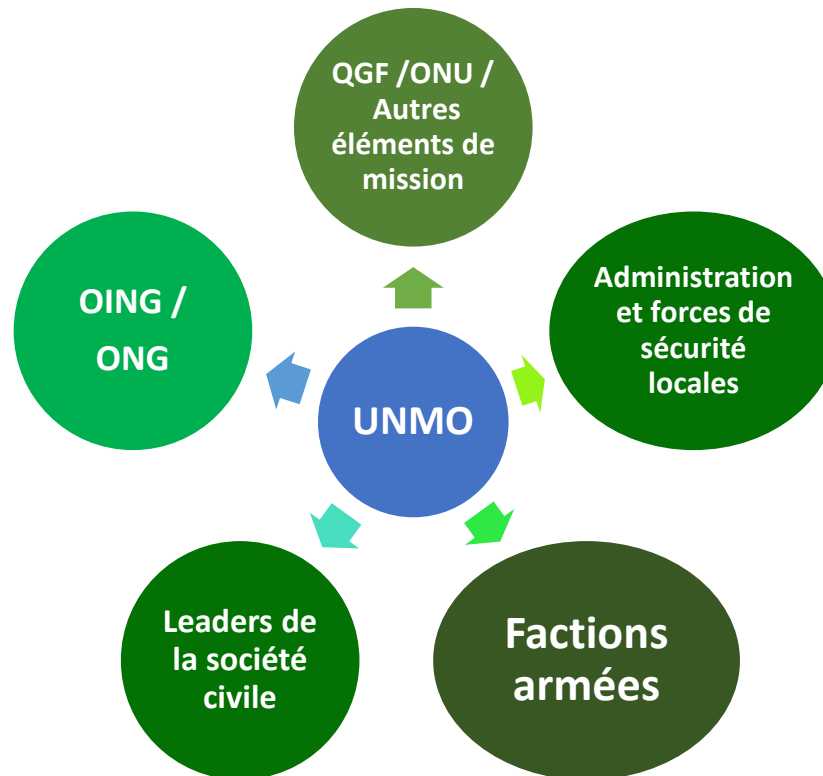 QGF /ONU /
Autres
éléments de
mission
OING /
ONG
Administration
et forces de
sécurité
locales
UNMO
Leaders de
la société
civile
Factions
armées